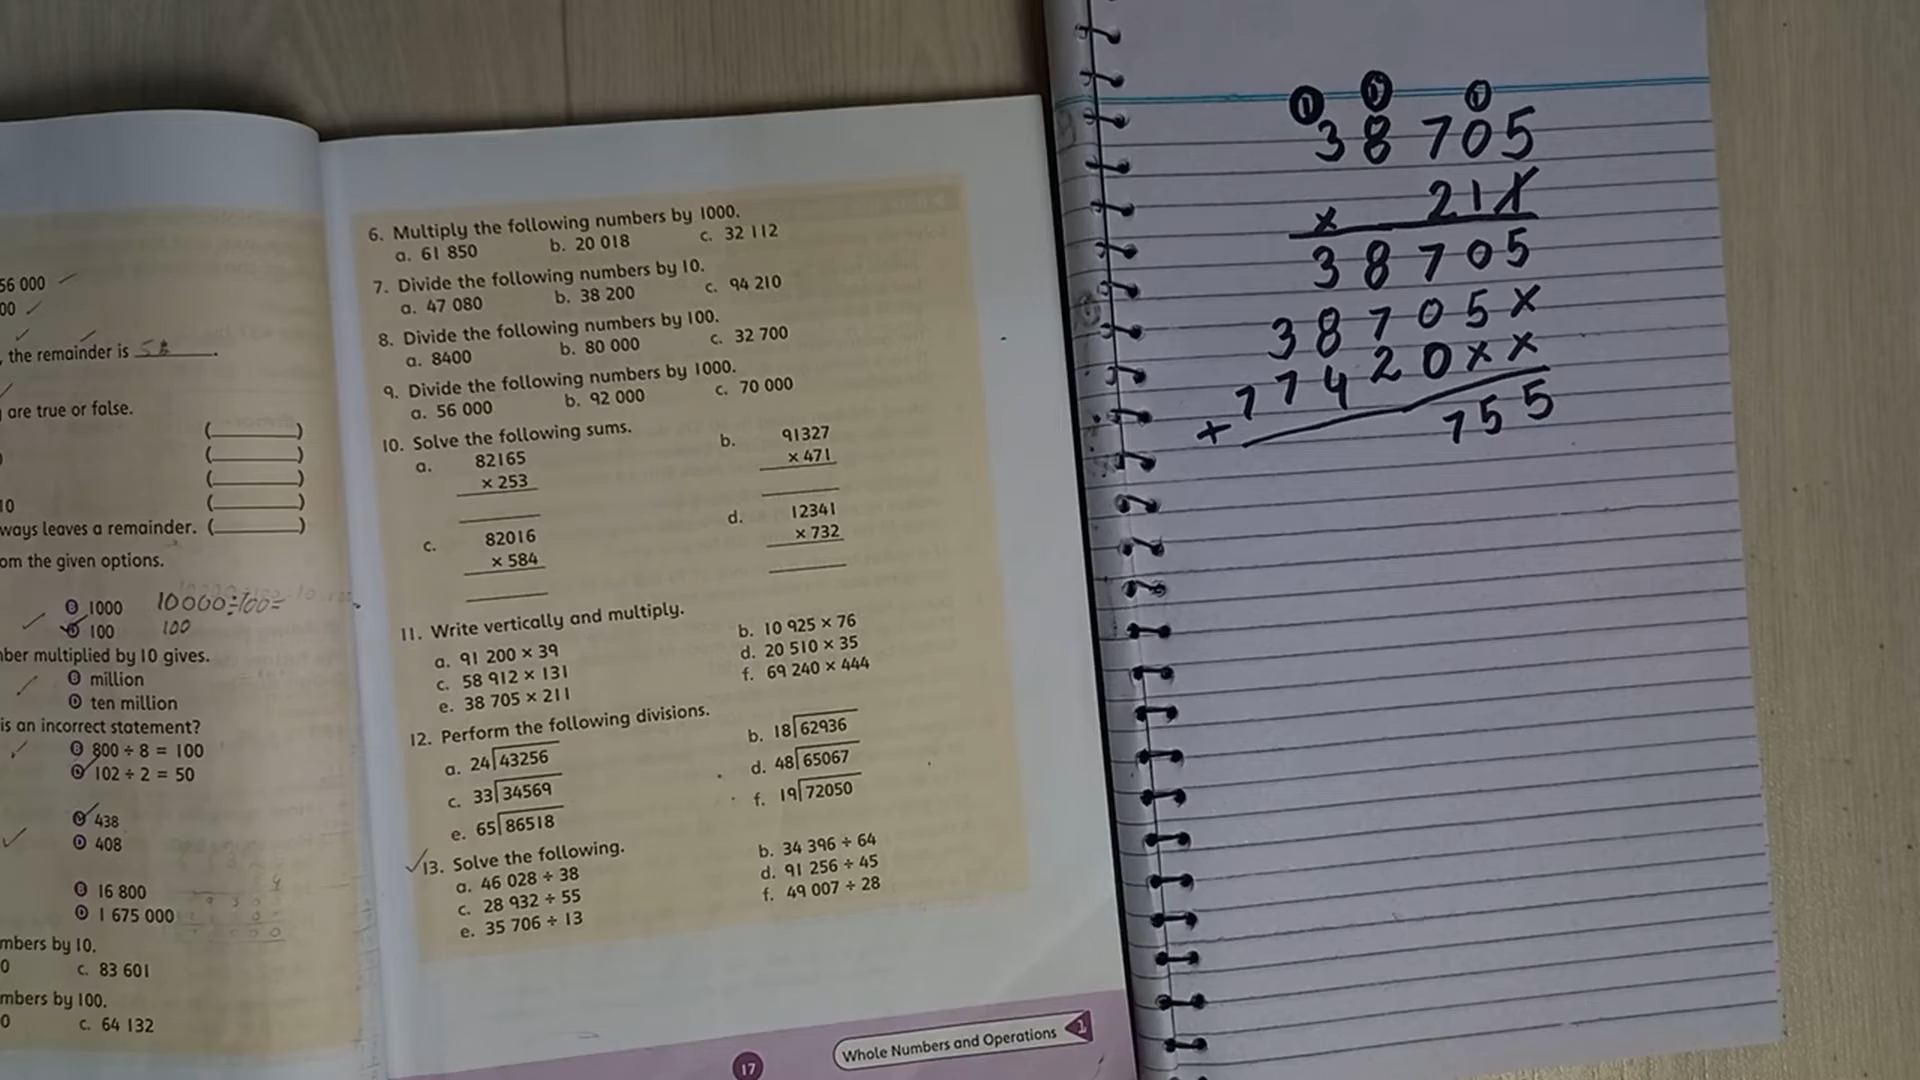 56 000
00
, the remainder is
are true or false.
(________)
(________)
(________)
(________)
10
ways leaves a remainder. (________)
om the given options.
B 1000 10000÷100=
D 100 100
ber multiplied by 10 gives.
B million
D ten million
is an incorrect statement?
B 800 ÷ 8 = 100
D 102 ÷ 2 = 50
B 438
D 408
B 16 800
D 1 675 000
mbers by 10.
0 c. 83 601
mbers by 100.
0 c. 64 132
6. Multiply the following numbers by 1000.
a. 61 850 b. 20 018 c. 32 112
7. Divide the following numbers by 10.
a. 47 080 b. 38 200 c. 94 210
8. Divide the following numbers by 100.
a. 8400 b. 80 000 c. 32 700
9. Divide the following numbers by 1000.
a. 56 000 b. 92 000 c. 70 000
10. Solve the following sums.
a. 82165 b. 91327
× 253 × 471
c. 82016 d. 12341
× 584 × 732
11. Write vertically and multiply.
a. 91 200 × 39 b. 10 925 × 76
c. 58 912 × 131 d. 20 510 × 35
e. 38 705 × 211 f. 69 240 × 444
12. Perform the following divisions.
a. 24⟌43256 b. 18⟌62936
c. 33⟌34569 d. 48⟌65067
e. 65⟌86518 f. 19⟌72050
13. Solve the following.
a. 46 028 ÷ 38 b. 34 396 ÷ 64
c. 28 932 ÷ 55 d. 91 256 ÷ 45
e. 35 706 ÷ 13 f. 49 007 ÷ 28
17
Whole Numbers and Operations 1
1 1 1
38705
× 211
38705
38705×
+ 77420××
755